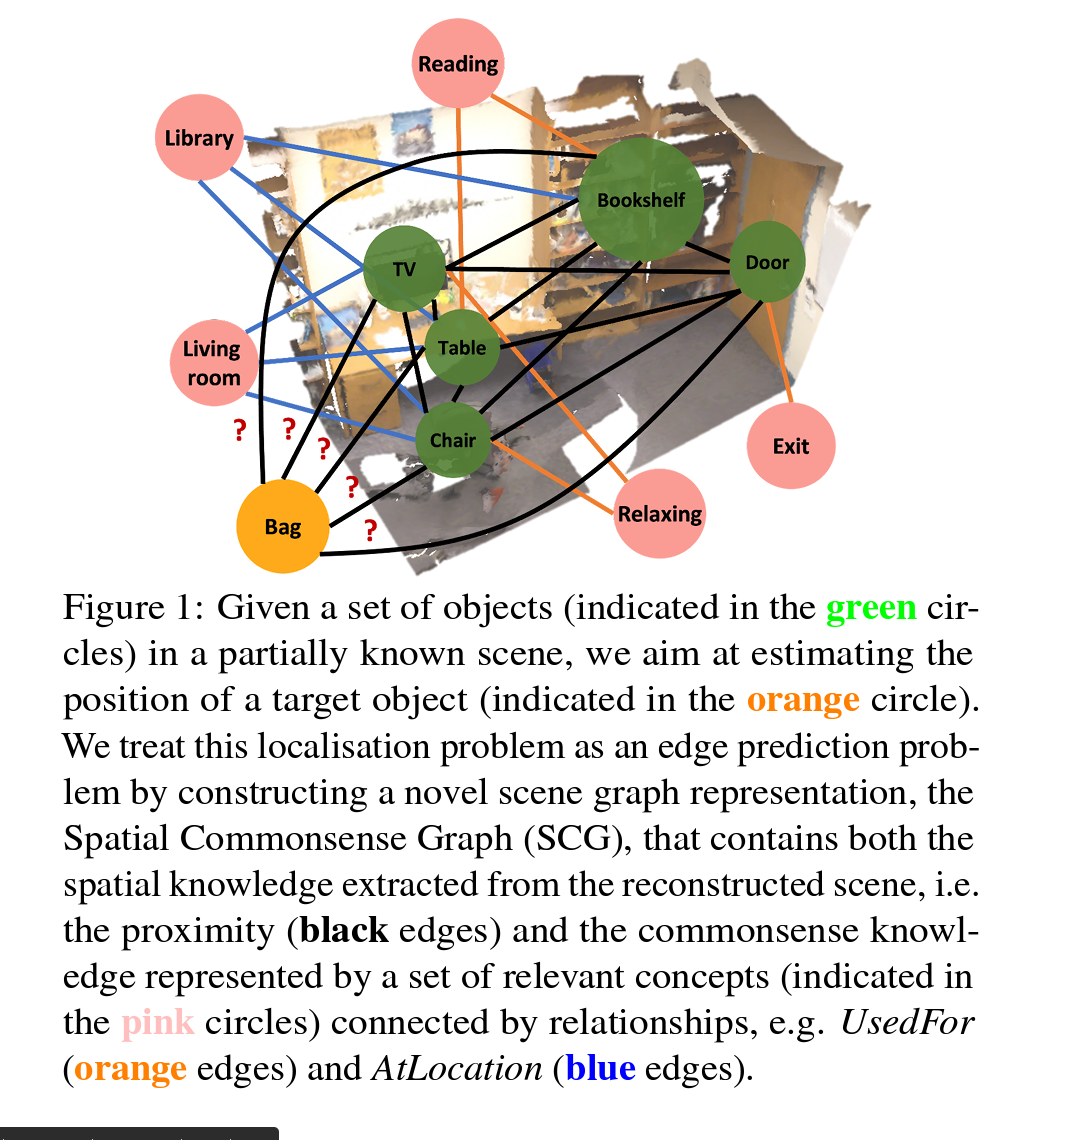 Reading
Library
Bookshelf
TV
Door
Table
Living
room
Chair
Exit
?
?
?
?
?
Bag
Relaxing
Figure 1: Given a set of objects (indicated in the green cir-
cles) in a partially known scene, we aim at estimating the
position of a target object (indicated in the orange circle).
We treat this localisation problem as an edge prediction prob-
lem by constructing a novel scene graph representation, the
Spatial Commonsense Graph (SCG), that contains both the
spatial knowledge extracted from the reconstructed scene, i.e.
the proximity (black edges) and the commonsense knowl-
edge represented by a set of relevant concepts (indicated in
the pink circles) connected by relationships, e.g. UsedFor
(orange edges) and AtLocation (blue edges).